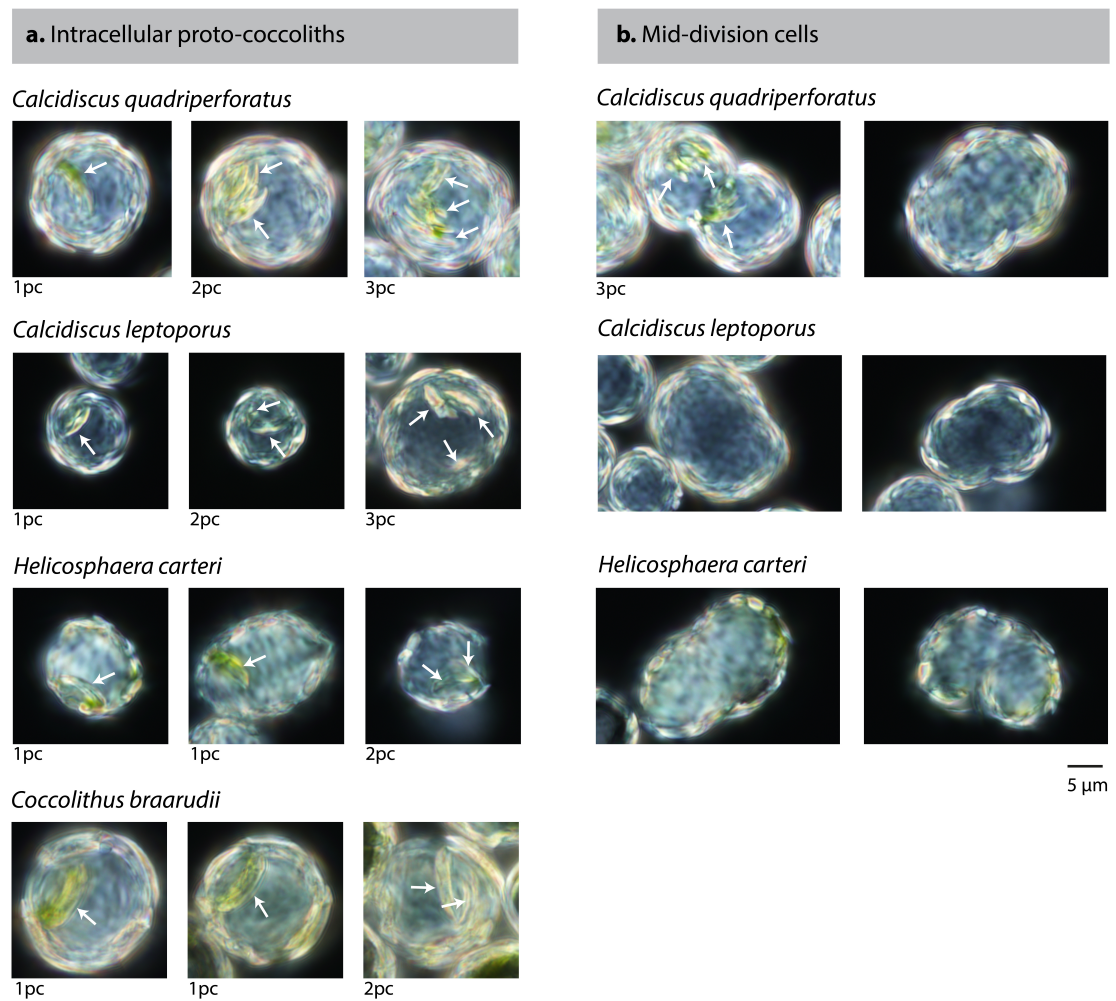 a. Intracellular proto-coccoliths
Calcidiscus quadriperforatus
1pc
2pc
3pc
Calcidiscus leptoporus
1pc
2pc
3pc
Helicosphaera carteri
1pc
1pc
2pc
Coccolithus braarudii
1pc
1pc
2pc
b. Mid-division cells
Calcidiscus quadriperforatus
3pc
Calcidiscus leptoporus
Helicosphaera carteri
5 µm